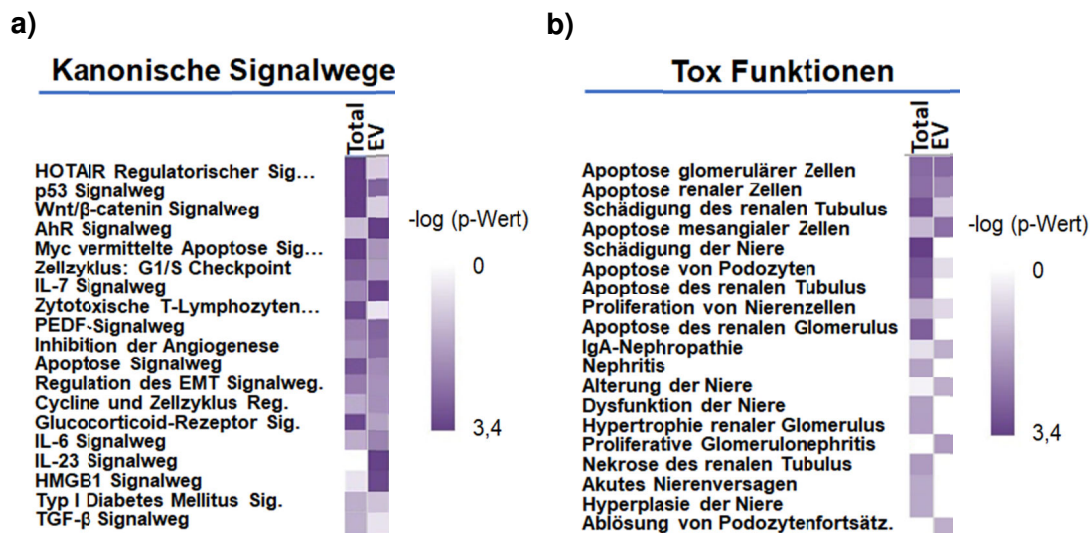 a)
Kanonische Signalwege
Total
EV
HOTAIR Regulatorischer Sig...
p53 Signalweg
Wnt/β-catenin Signalweg
AhR Signalweg
Myc vermittelte Apoptose Sig...
Zellzyklus: G1/S Checkpoint
IL-7 Signalweg
Zytotoxische T-Lymphozyten...
PEDF-Signalweg
Inhibition der Angiogenese
Apoptose Signalweg
Regulation des EMT Signalweg.
Cycline und Zellzyklus Reg.
Glucocorticoid-Rezeptor Sig.
IL-6 Signalweg
IL-23 Signalweg
HMGB1 Signalweg
Typ I Diabetes Mellitus Sig.
TGF-β Signalweg
-log (p-Wert)
0
3,4
b)
Tox Funktionen
Total
EV
Apoptose glomerulärer Zellen
Apoptose renaler Zellen
Schädigung des renalen Tubulus
Apoptose mesangialer Zellen
Schädigung der Niere
Apoptose von Podozyten
Apoptose des renalen Tubulus
Proliferation von Nierenzellen
Apoptose des renalen Glomerulus
IgA-Nephropathie
Nephritis
Alterung der Niere
Dysfunktion der Niere
Hypertrophie renaler Glomerulus
Proliferative Glomerulonephritis
Nekrose des renalen Tubulus
Akutes Nierenversagen
Hyperplasie der Niere
Ablösung von Podozytenfortsätz.
-log (p-Wert)
0
3,4